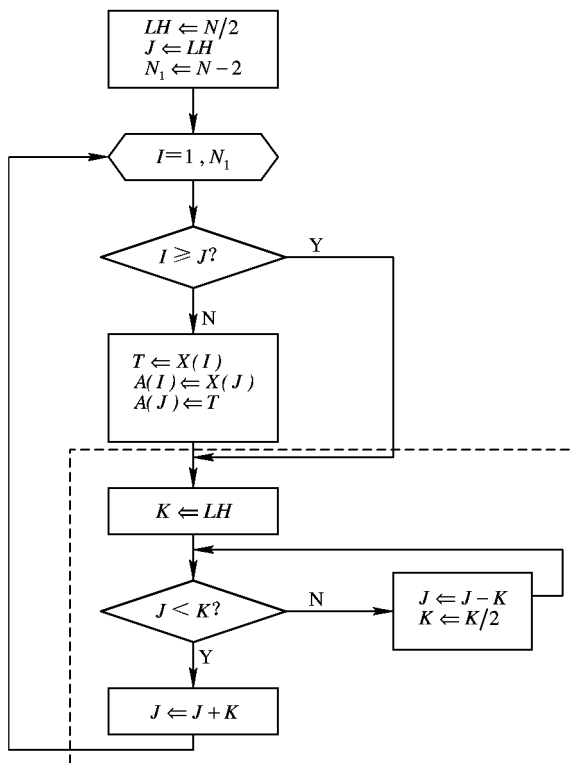 LH ⇐ N/2
J ⇐ LH
N₁ ⇐ N−2
I=1 , N₁
I ⩾ J?
Y
N
T ⇐ X(I)
A(I) ⇐ X(J)
A(J) ⇐ T
K ⇐ LH
J < K?
N
J ⇐ J−K
K ⇐ K/2
Y
J ⇐ J+K